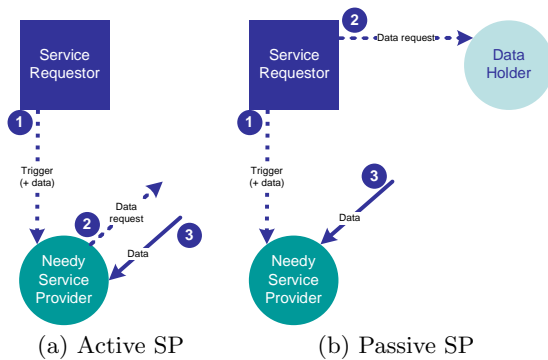 Service
Requestor
1
Trigger
(+ data)
Data
request
2
3
Data
Needy
Service
Provider
(a) Active SP
Service
Requestor
2
Data request
Data
Holder
1
Trigger
(+ data)
3
Data
Needy
Service
Provider
(b) Passive SP